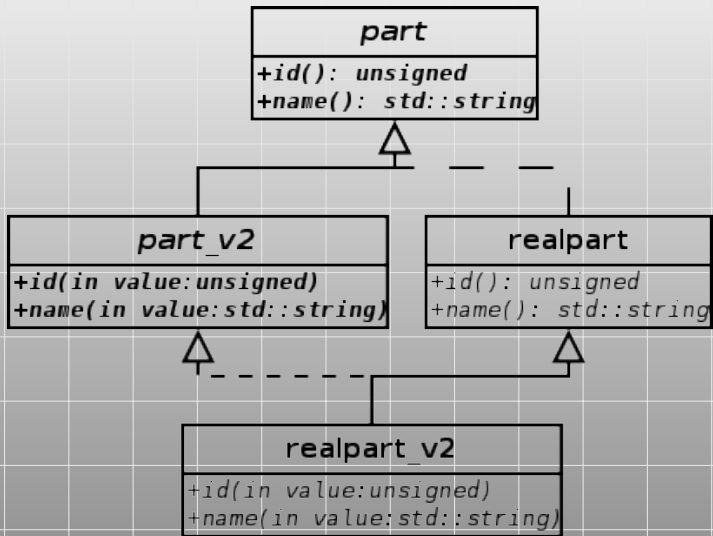 part
+id(): unsigned
+name(): std::string
part_v2
+id(in value:unsigned)
+name(in value:std::string)
realpart
+id(): unsigned
+name(): std::string
realpart_v2
+id(in value:unsigned)
+name(in value:std::string)